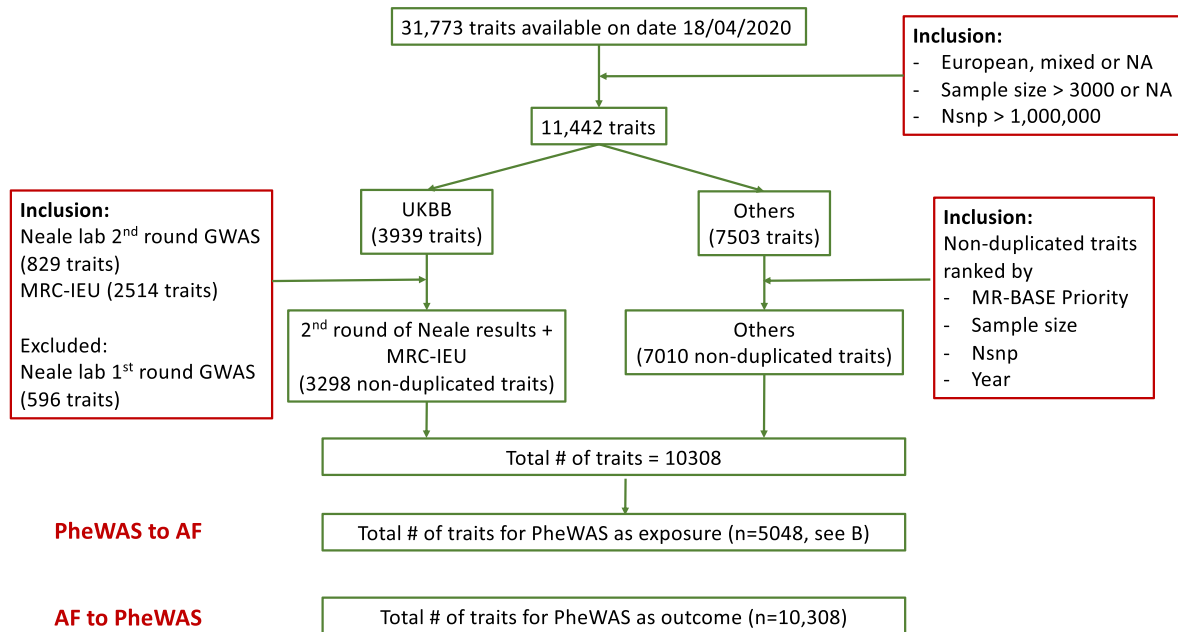 31,773 traits available on date 18/04/2020
Inclusion:
- European, mixed or NA
- Sample size > 3000 or NA
- Nsnp > 1,000,000
11,442 traits
Inclusion:
Neale lab 2nd round GWAS
(829 traits)
MRC-IEU (2514 traits)
Excluded:
Neale lab 1st round GWAS
(596 traits)
UKBB
(3939 traits)
Others
(7503 traits)
Inclusion:
Non-duplicated traits
ranked by
- MR-BASE Priority
- Sample size
- Nsnp
- Year
2nd round of Neale results +
MRC-IEU
(3298 non-duplicated traits)
Others
(7010 non-duplicated traits)
Total # of traits = 10308
PheWAS to AF
Total # of traits for PheWAS as exposure (n=5048, see B)
AF to PheWAS
Total # of traits for PheWAS as outcome (n=10,308)